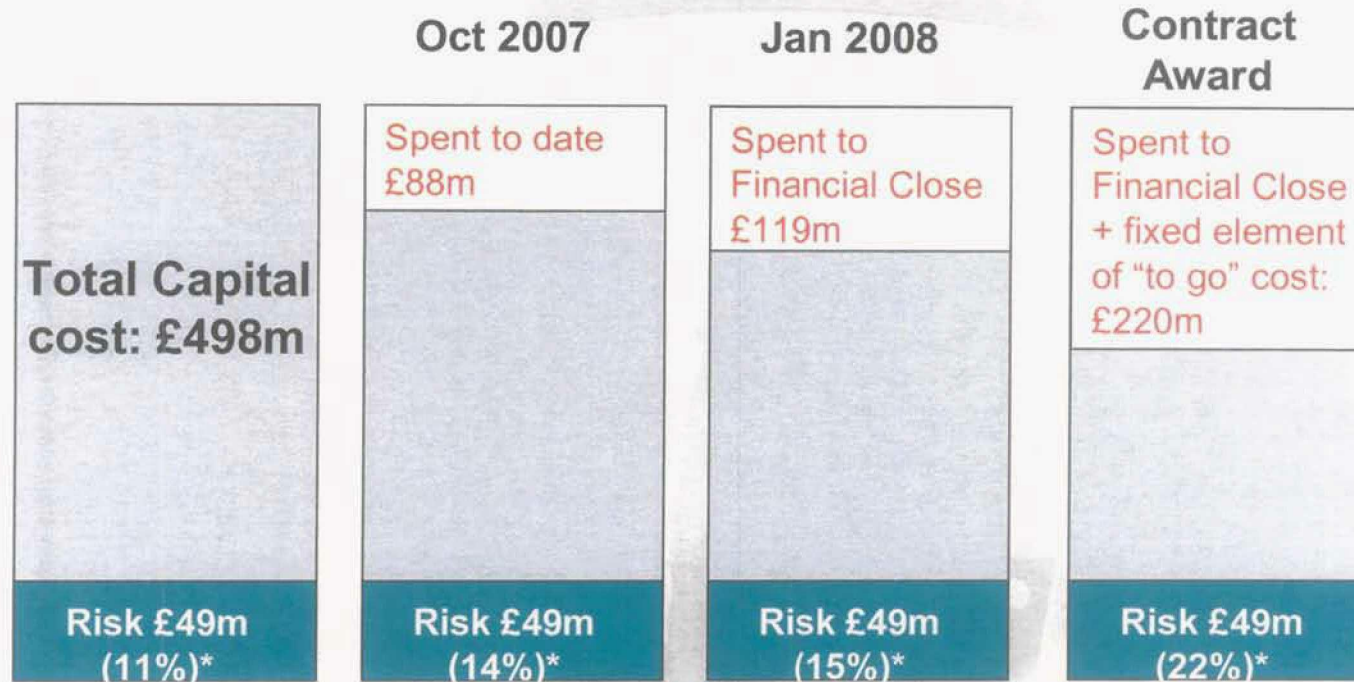 Oct 2007
Jan 2008
Contract
Award
Total Capital
cost: £498m
Risk £49m
(11%)*
Spent to date
£88m
Risk £49m
(14%)*
Spent to
Financial Close
£119m
Risk £49m
(15%)*
Spent to
Financial Close
+ fixed element
of “to go” cost:
£220m
Risk £49m
(22%)*